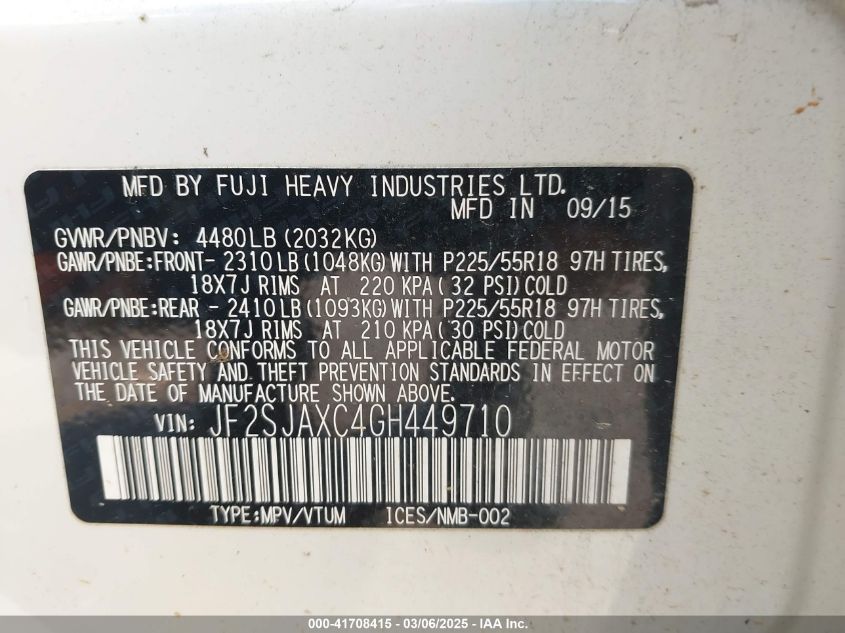 MFD BY FUJI HEAVY INDUSTRIES LTD.
MFD IN 09/15
GVWR/PNBV: 4480LB (2032KG)
GAWR/PNBE:FRONT- 2310LB (1048KG) WITH P225/55R18 97H TIRES,
18X7J RIMS AT 220 KPA ( 32 PSI) COLD
GAWR/PNBE:REAR - 2410LB (1093KG) WITH P225/55R18 97H TIRES,
18X7J RIMS AT 210 KPA ( 30 PSI) COLD
THIS VEHICLE CONFORMS TO ALL APPLICABLE FEDERAL MOTOR
VEHICLE SAFETY AND THEFT PREVENTION STANDARDS IN EFFECT ON
THE DATE OF MANUFACTURE SHOWN ABOVE.
VIN: JF2SJAXC4GH449710
TYPE:MPV/VTUM ICES/NMB-002
000-41708415 - 03/06/2025 - IAA Inc.